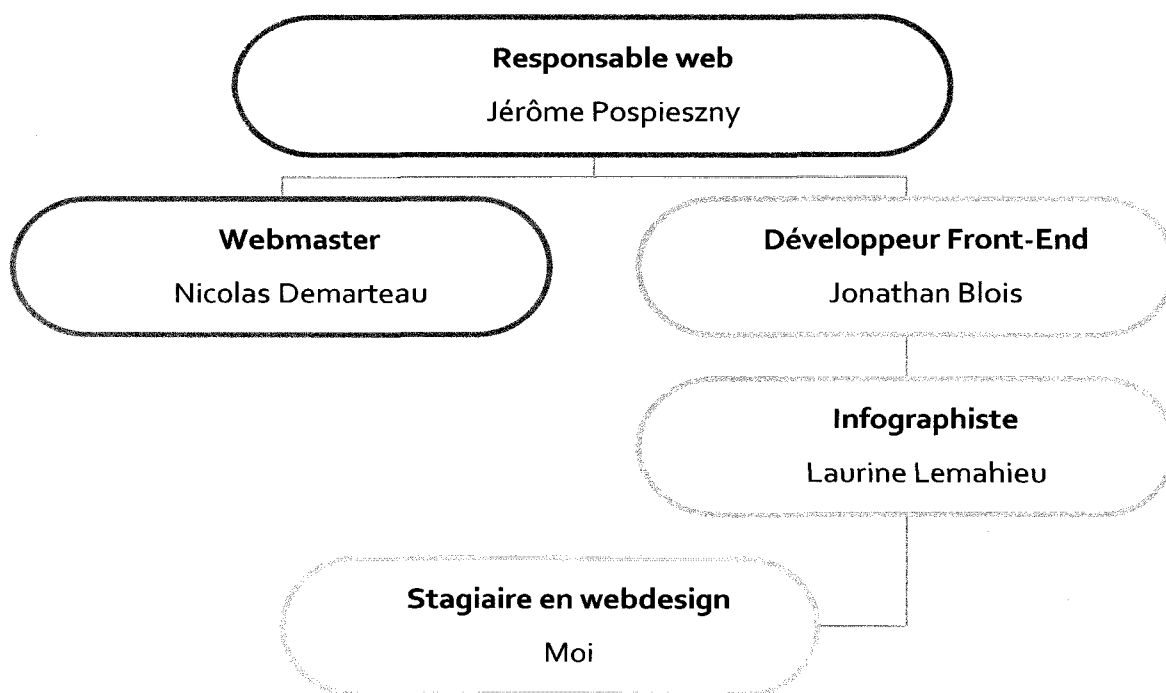 Responsable web
Jérôme Pospieszny
Webmaster
Nicolas Demarteau
Développeur Front-End
Jonathan Blois
Infographiste
Laurine Lemahieu
Stagiaire en webdesign
Moi